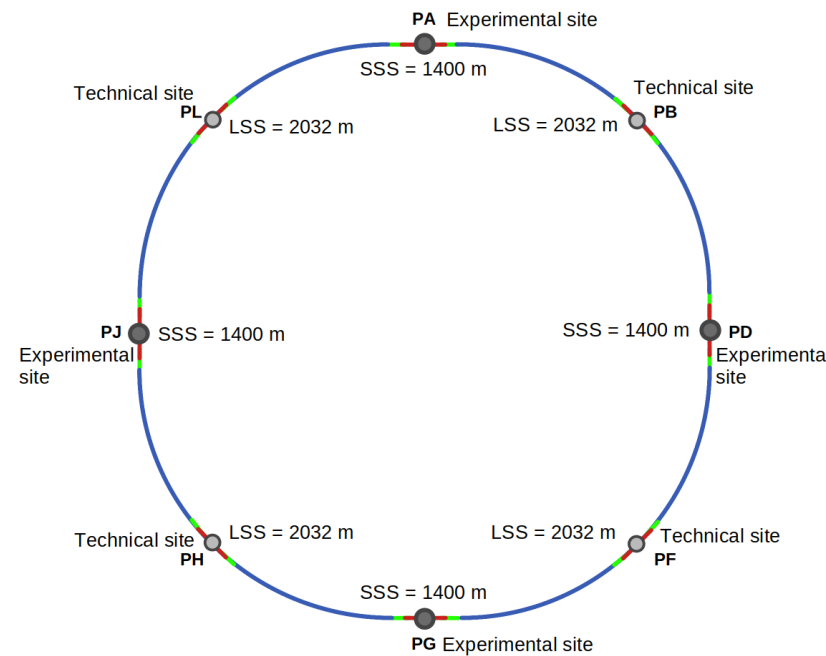 PA Experimental site
SSS = 1400 m
Technical site
PL
LSS = 2032 m
Technical site
PB
LSS = 2032 m
PJ
SSS = 1400 m
Experimental
site
SSS = 1400 m
PD
Experimenta
site
Technical site
PH
LSS = 2032 m
LSS = 2032 m
Technical site
PF
SSS = 1400 m
PG Experimental site